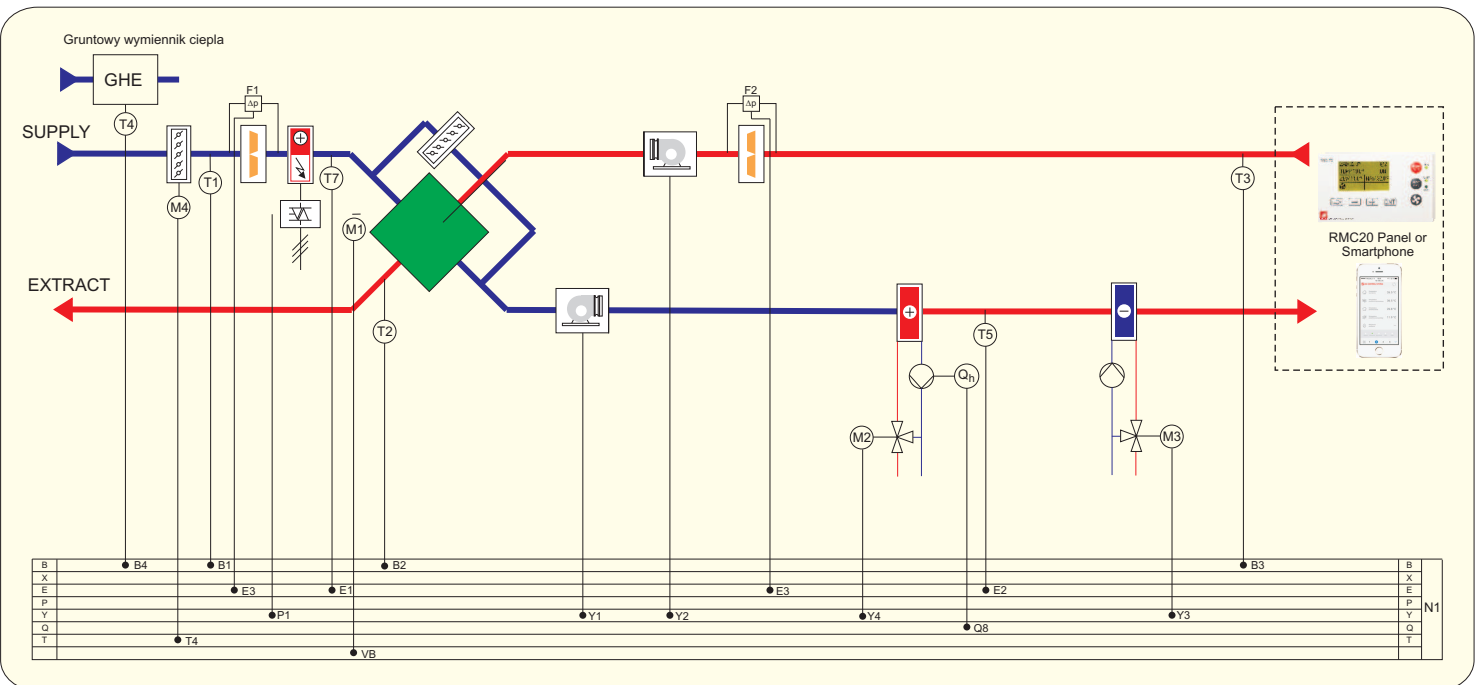 Gruntowy wymiennik ciepla
GHE
T4
SUPPLY
F1
Δp
F2
Δp
T1
T7
T3
M4
M1
RMC20 Panel or
Smartphone
EXTRACT
T2
T5
Qh
M2
M3
B B4 B1 B2 B3 B
X X
E E3 E1 E3 E2 E
P P
Y P1 Y1 Y2 Y4 Y3 Y
N1
Q Q8 Q
T T4 T
VB